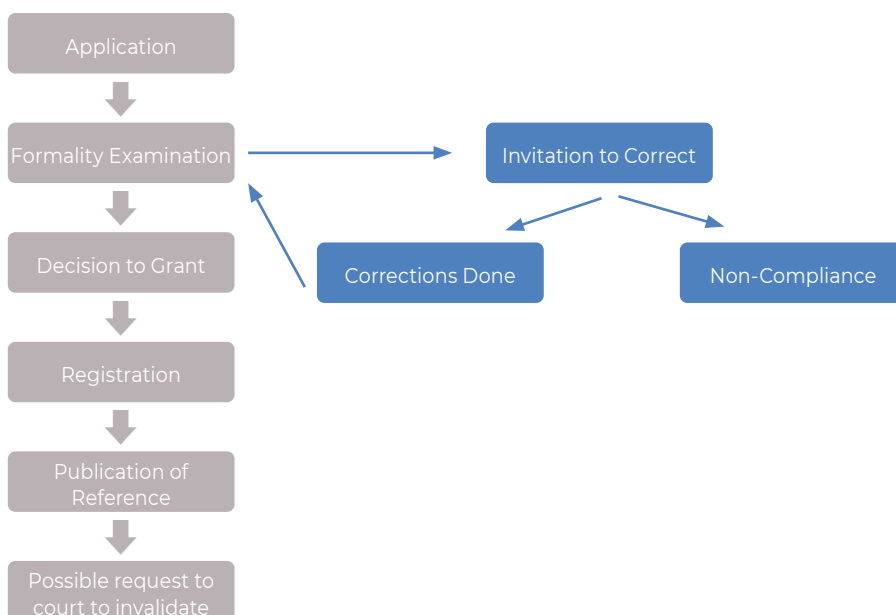 Application
Formality Examination
Invitation to Correct
Decision to Grant
Corrections Done
Non-Compliance
Registration
Publication of
Reference
Possible request to
court to invalidate